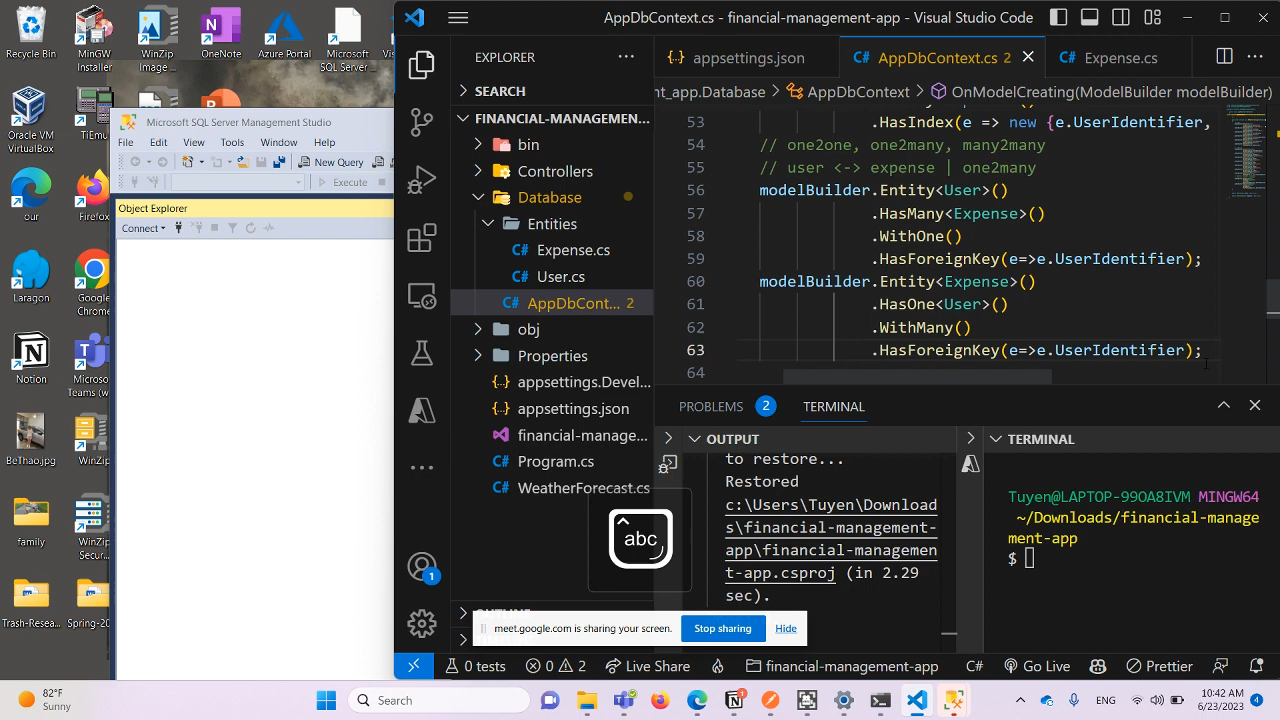 Recycle Bin
MinGW Installer
WinZip Image ...
OneNote
Azure Portal
Microsoft SQL Server ...
Oracle VM VirtualBox
TiEmu
our
Firefox
Laragon
Google
Notion
Micros
BeThao.jpg
WinZip
family
WinZip Secur...
Trash-Resea...
Spring-20
Microsoft SQL Server Management Studio
File Edit View Tools Window Help
New Query
Execute
Object Explorer
Connect
AppDbContext.cs - financial-management-app - Visual Studio Code
EXPLORER
SEARCH
FINANCIAL-MANAGEMEN...
bin
Controllers
Database
Entities
Expense.cs
User.cs
AppDbCont... 2
obj
Properties
appsettings.Devel...
appsettings.json
financial-manage...
Program.cs
WeatherForecast.cs
OUTLINE
appsettings.json AppDbContext.cs 2 Expense.cs
nt_app.Database AppDbContext OnModelCreating(ModelBuilder modelBuilder)
53 .HasIndex(e => new {e.UserIdentifier,
54 // one2one, one2many, many2many
55 // user <-> expense | one2many
56 modelBuilder.Entity<User>()
57 .HasMany<Expense>()
58 .WithOne()
59 .HasForeignKey(e=>e.UserIdentifier);
60 modelBuilder.Entity<Expense>()
61 .HasOne<User>()
62 .WithMany()
63 .HasForeignKey(e=>e.UserIdentifier);
64
PROBLEMS 2 TERMINAL
OUTPUT
to restore...
Restored
c:\Users\Tuyen\Download
s\financial-management-
app\financial-managemen
t-app.csproj (in 2.29
sec).
TERMINAL
Tuyen@LAPTOP-99OA8IVM MINGW64
~/Downloads/financial-manage
ment-app
$
abc
1
meet.google.com is sharing your screen. Stop sharing Hide
0 tests 0 2 Live Share financial-management-app C# Go Live Prettier
82°F
Sunny
Search
10:42 AM
6/23/2023
4